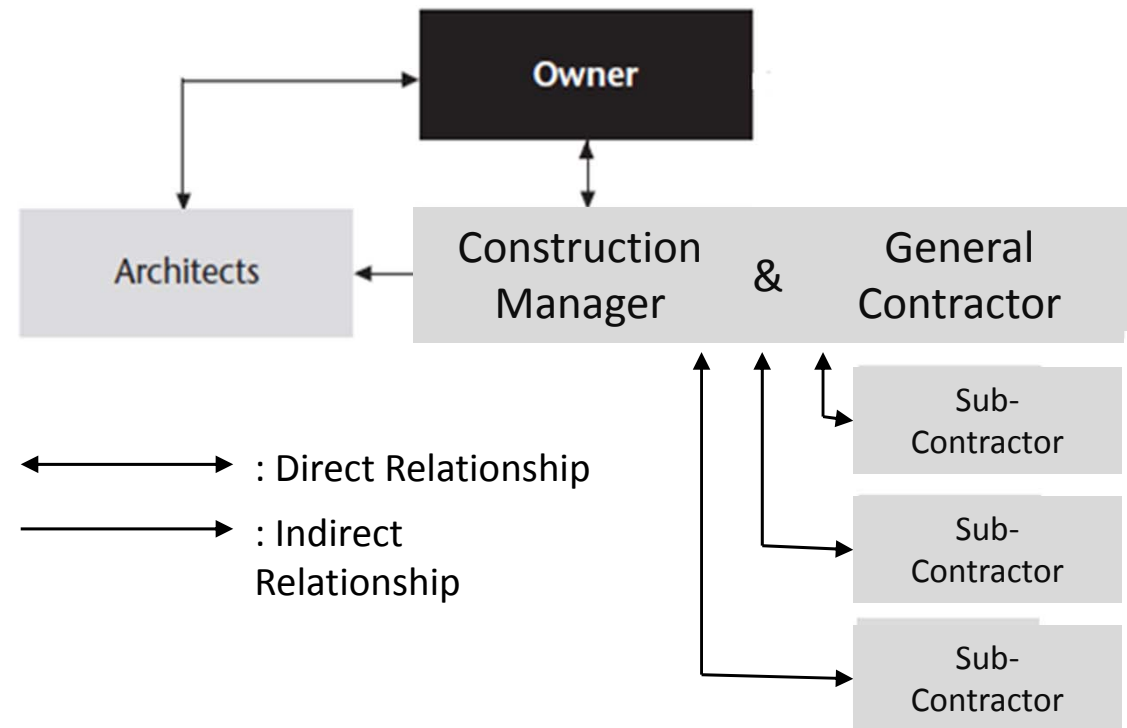 Owner
Architects
Construction
Manager
&
General
Contractor
Sub-
Contractor
: Direct Relationship
: Indirect
Relationship
Sub-
Contractor
Sub-
Contractor